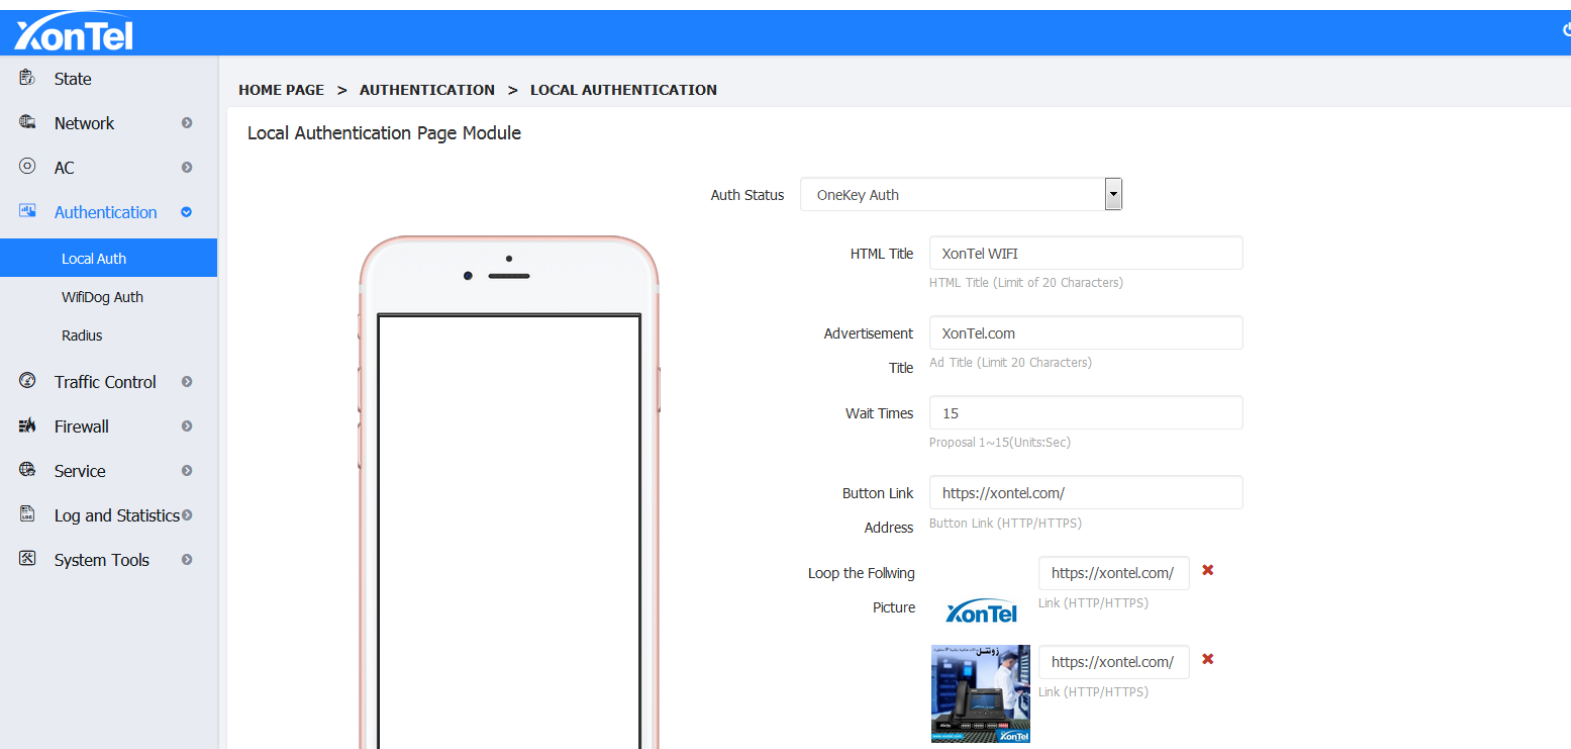 XonTel
State
Network
AC
Authentication
Local Auth
WifiDog Auth
Radius
Traffic Control
Firewall
Service
Log and Statistics
System Tools
HOME PAGE > AUTHENTICATION > LOCAL AUTHENTICATION
Local Authentication Page Module
Auth Status OneKey Auth
HTML Title XonTel WIFI
HTML Title (Limit of 20 Characters)
Advertisement Title XonTel.com
Ad Title (Limit 20 Characters)
Wait Times 15
Proposal 1~15(Units:Sec)
Button Link Address https://xontel.com/
Button Link (HTTP/HTTPS)
Loop the Follwing Picture https://xontel.com/
Link (HTTP/HTTPS)
XonTel
زونتـل
https://xontel.com/
Link (HTTP/HTTPS)
XonTel